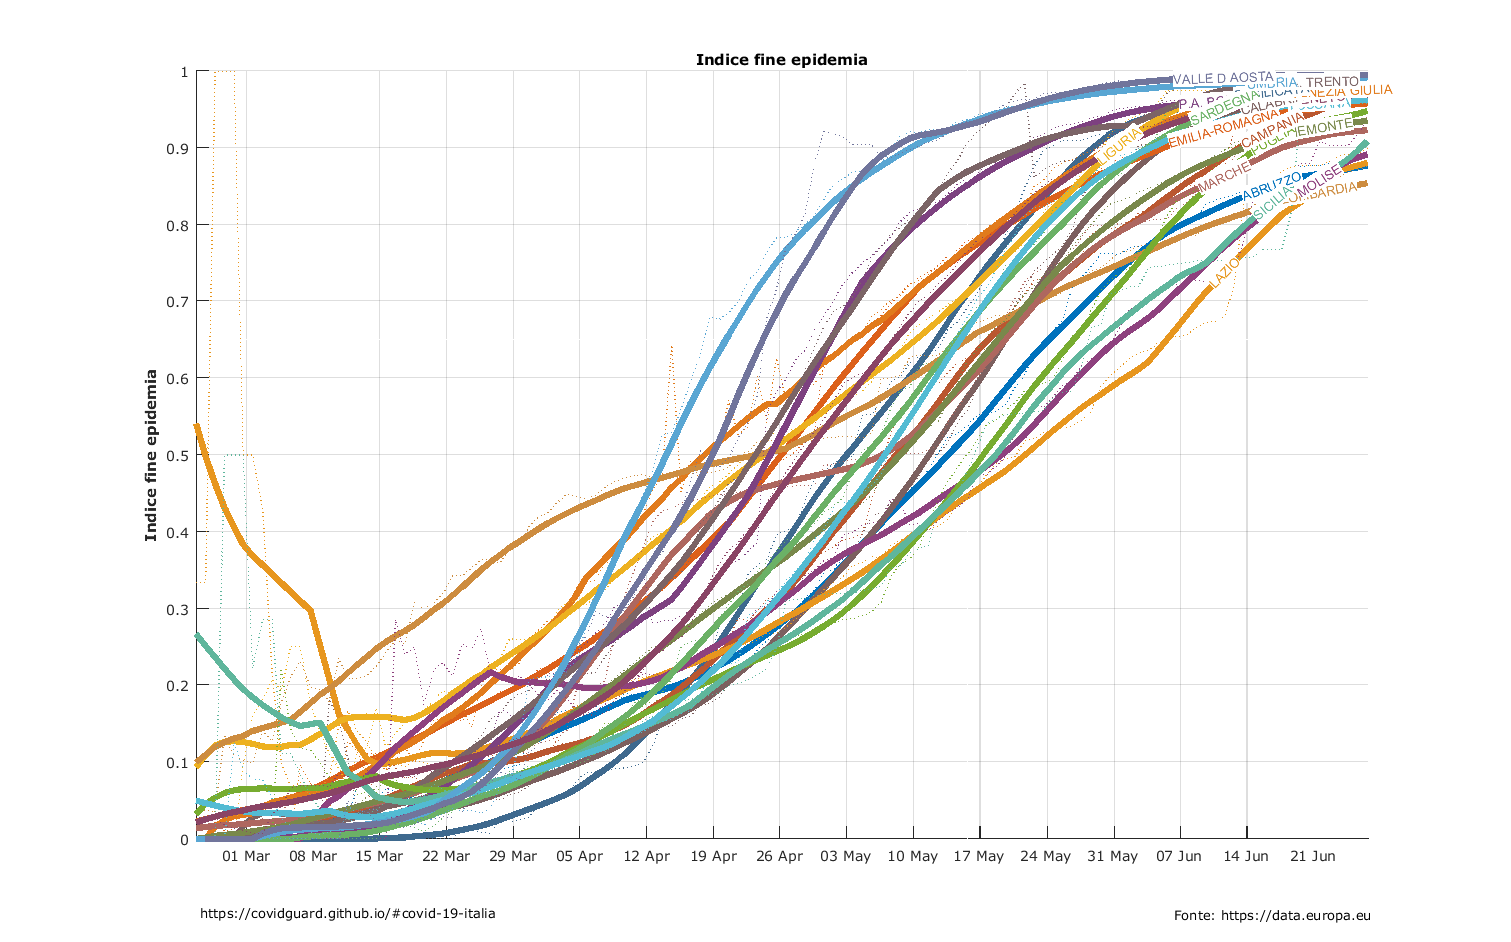 Indice fine epidemia
Indice fine epidemia
1
0.9
0.8
0.7
0.6
0.5
0.4
0.3
0.2
0.1
0
VALLE D AOSTA
UMBRIA
TRENTO
VENEZIA GIULIA
SARDEGNA
LIGURIA
EMILIA-ROMAGNA
CAMPANIA
PIEMONTE
MARCHE
ABRUZZO
SICILIA
MOLISE
LOMBARDIA
LAZIO
01 Mar 08 Mar 15 Mar 22 Mar 29 Mar 05 Apr 12 Apr 19 Apr 26 Apr 03 May 10 May 17 May 24 May 31 May 07 Jun 14 Jun 21 Jun
https://covidguard.github.io/#covid-19-italia
Fonte: https://data.europa.eu